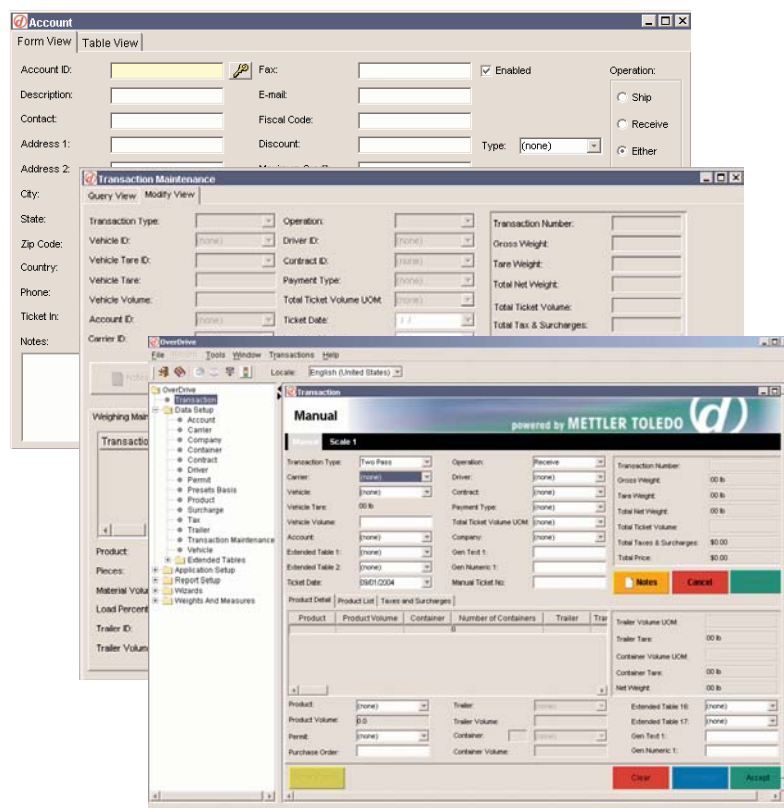 Account
Form View Table View
Account ID: Fax: Enabled Operation:
Description: E-mail: Ship
Contact: Fiscal Code: Receive
Address 1: Discount: Type: (none) Either
Address 2:
Transaction Maintenance
City: Query View Modify View
State: Transaction Type: Operation: Transaction Number:
Zip Code: Vehicle ID: (none) Driver ID: (none) Gross Weight:
Country: Vehicle Tare ID: Contract ID: (none) Tare Weight:
Phone: Vehicle Tare: Payment Type: (none) Total Net Weight:
Vehicle Volume: Total Ticket Volume UOM: (none) Total Ticket Volume:
Ticket In: Account ID: (none) Ticket Date: / / Total Tax & Surcharges:
Notes: Carrier ID:
Notes
Weighing Main
Transactio
Product:
Pieces:
Material Volu
Load Percent
Trailer ID:
Trailer Volum
OverDrive
File Tools Window Transactions Help
Locale: English (United States)
OverDrive
Transaction
Data Setup
Account
Carrier
Company
Container
Contract
Driver
Permit
Presets Basis
Product
Surcharge
Tax
Trailer
Transaction Maintenance
Vehicle
Extended Tables
Application Setup
Report Setup
Wizards
Weights And Measures
Transaction
Manual powered by METTLER TOLEDO (d)
Manual Scale 1
Transaction Type: Two Pass Operation: Receive Transaction Number:
Carrier: (none) Driver: (none) Gross Weight: 00 lb
Vehicle: (none) Contract: (none) Tare Weight: 00 lb
Vehicle Tare: 00 lb Payment Type: (none) Total Net Weight: 00 lb
Vehicle Volume: Total Ticket Volume UOM: (none) Total Ticket Volume:
Account: (none) Company: (none) Total Taxes & Surcharges: $0.00
Extended Table 1: (none) Gen Text 1: Total Price: $0.00
Extended Table 2: (none) Gen Numeric 1:
Ticket Date: 09/01/2004 Manual Ticket No: Notes Cancel
Product Detail Product List Taxes and Surcharges
Product Product Volume Container Number of Containers Trailer Trar
0
Trailer Volume UOM:
Trailer Tare: 00 lb
Container Volume UOM:
Container Tare: 00 lb
Net Weight: 00 lb
Product: (none) Trailer: (none) Extended Table 16: (none)
Product Volume: 0.0 Trailer Volume: Extended Table 17: (none)
Permit: (none) Container: (none) Gen Text 1:
Purchase Order: Container Volume: Gen Numeric 1:
Clear Accept